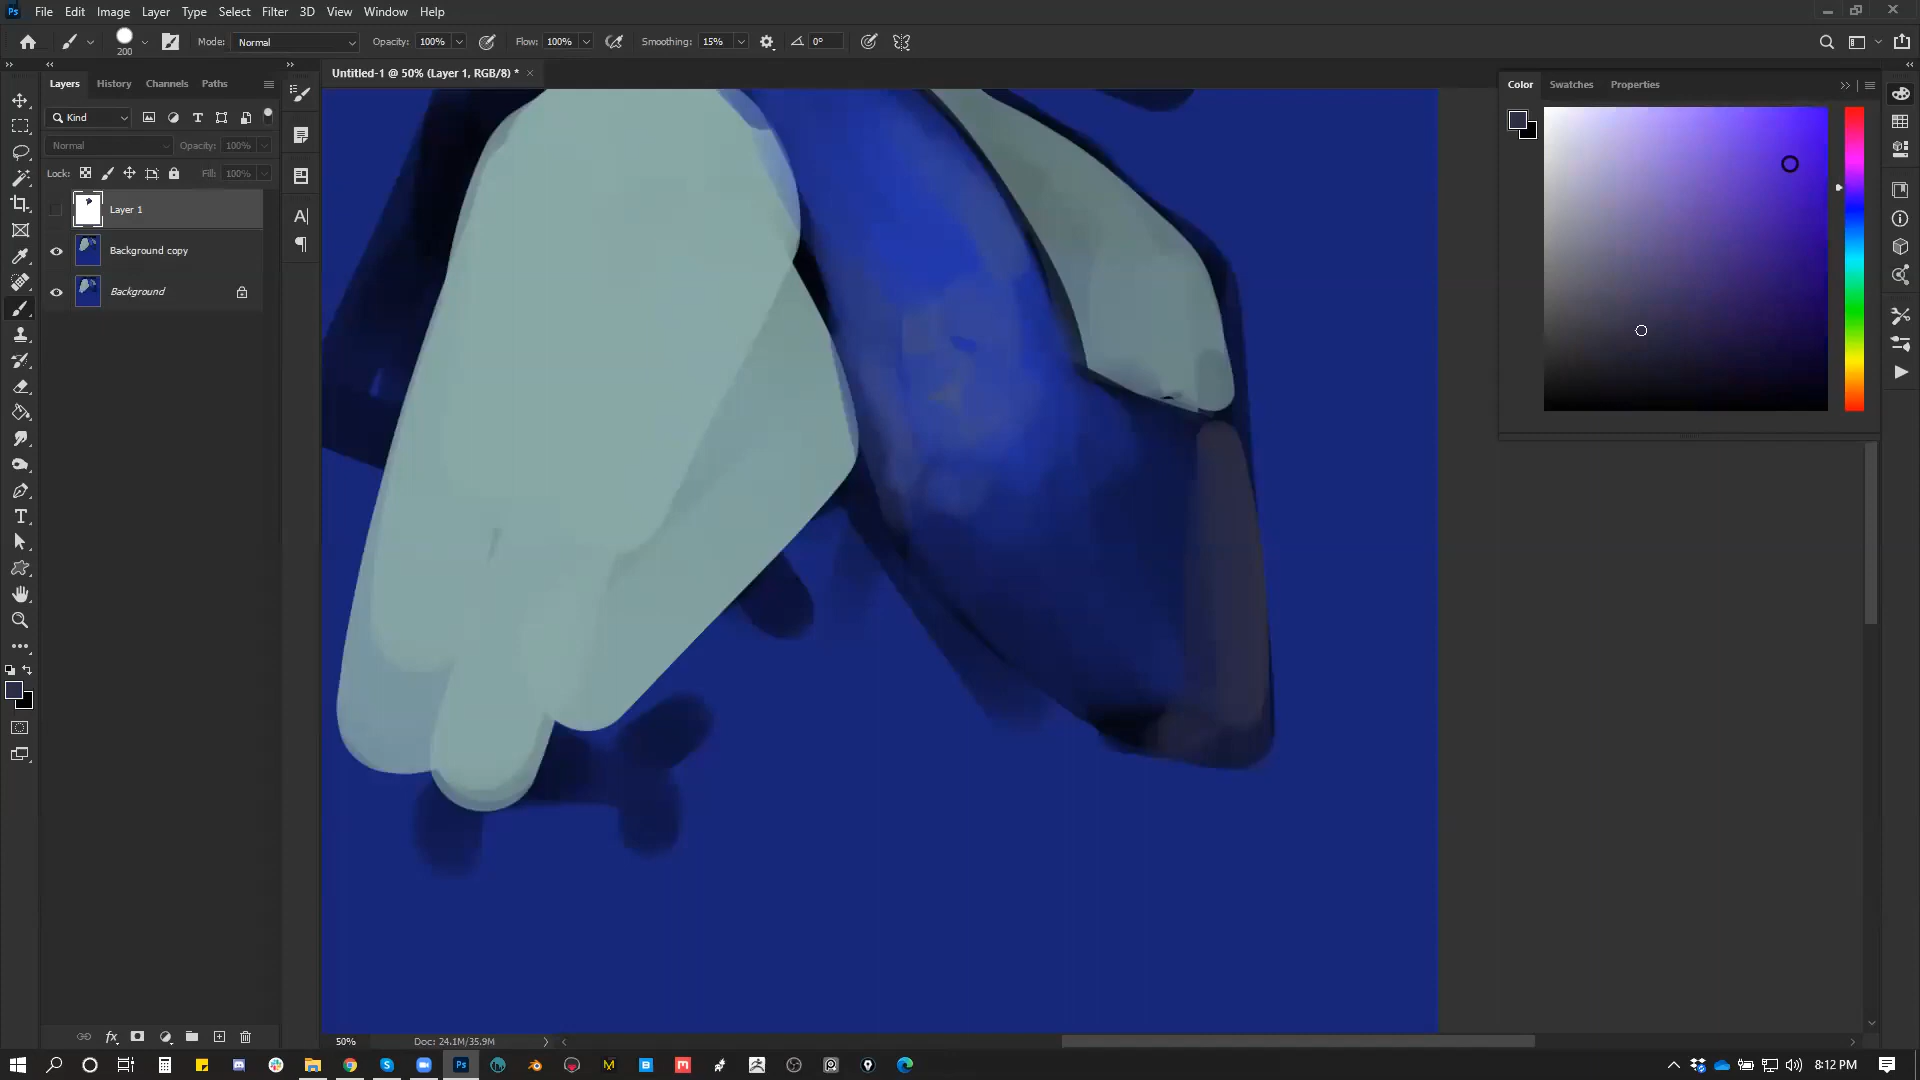 Ps File Edit Image Layer Type Select Filter 3D View Window Help
200 Mode: Normal Opacity: 100% Flow: 100% Smoothing: 15% 0°
Untitled-1 @ 50% (Layer 1, RGB/8) *
Layers History Channels Paths
Color Swatches Properties
Kind
Normal Opacity: 100%
Lock: Fill: 100%
Layer 1
Background copy
Background
50% Doc: 24.1M/35.9M
Ps 8:12 PM